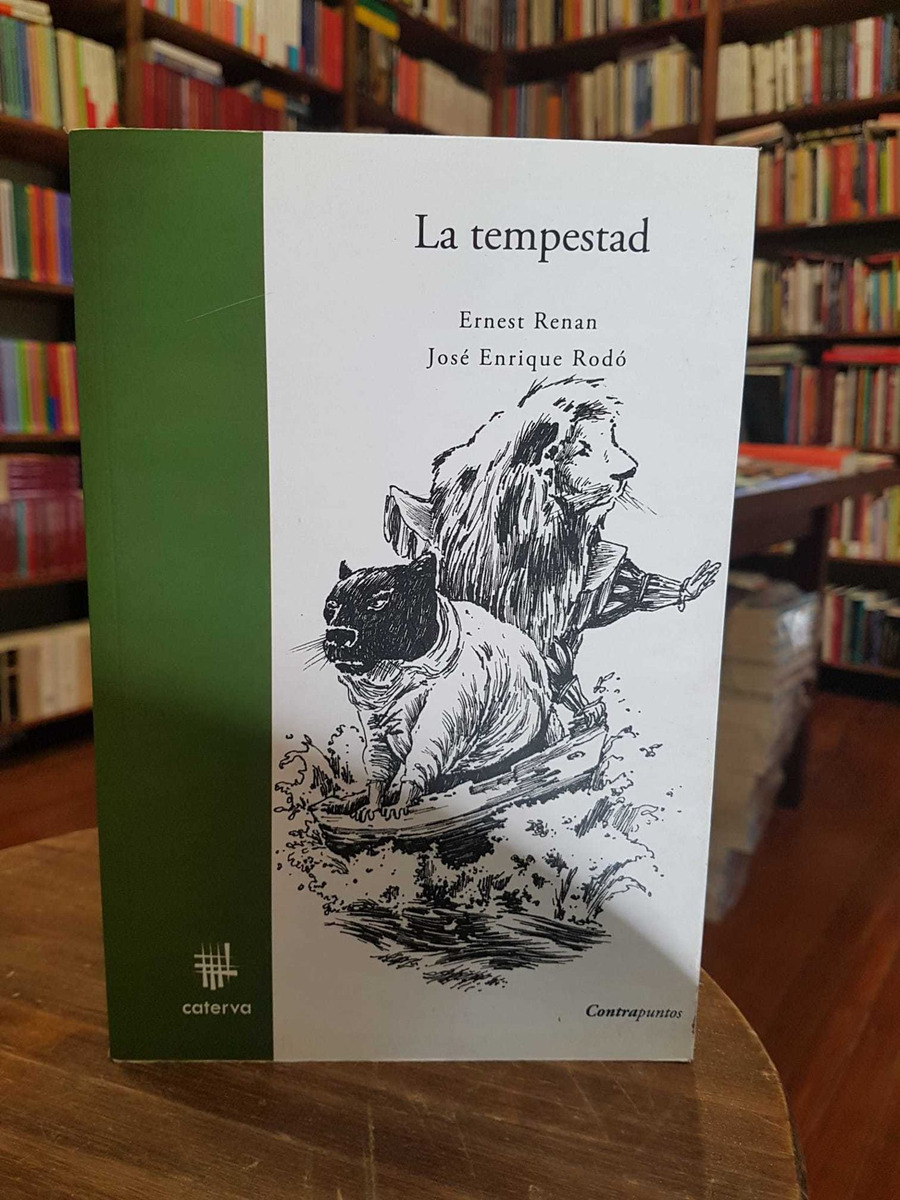 La tempestad
Ernest Renan
José Enrique Rodó
caterva
Contrapuntos